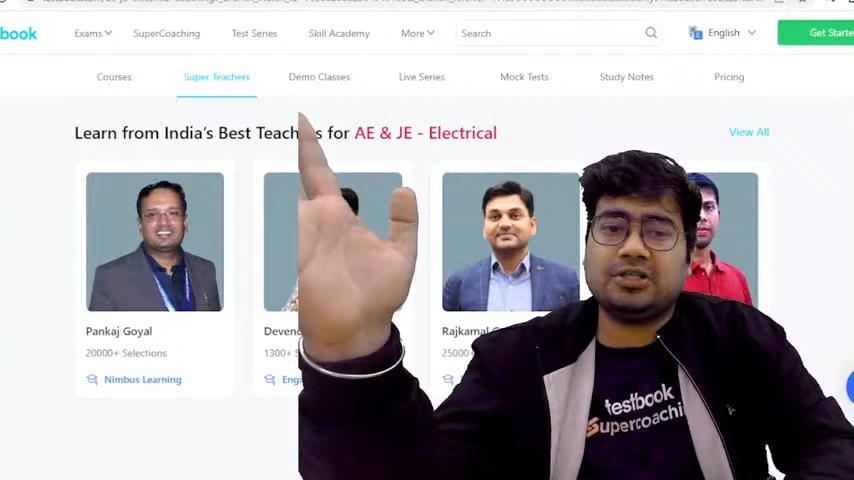 book
Exams
SuperCoaching
Test Series
Skill Academy
More
Search
English
Get Starte
Courses
Super Teachers
Demo Classes
Live Series
Mock Tests
Study Notes
Pricing
Learn from India's Best Teach s for AE & JE - Electrical
View All
Pankaj Goyal
20000+ Selections
Nimbus Learning
Deven
1300+ S
Engi
Rajkamal
25000
testbook
Supercoachi